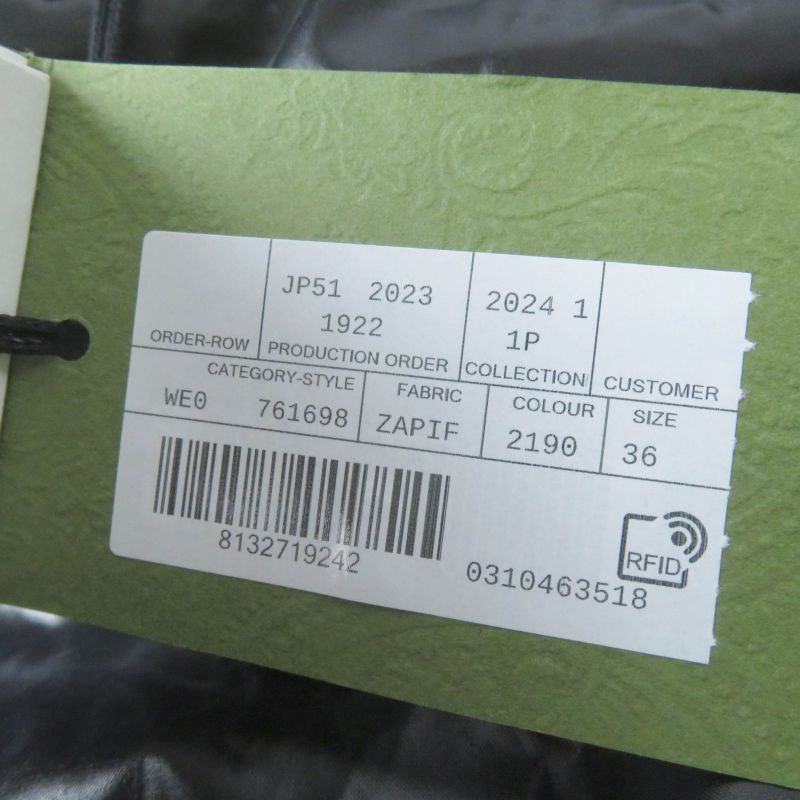 ORDER-ROW
JP51 2023
1922
PRODUCTION ORDER
2024 1
1P
COLLECTION
CUSTOMER
CATEGORY-STYLE
WE0 761698
FABRIC
ZAPIF
COLOUR
2190
SIZE
36
8132719242
0310463518
RFID